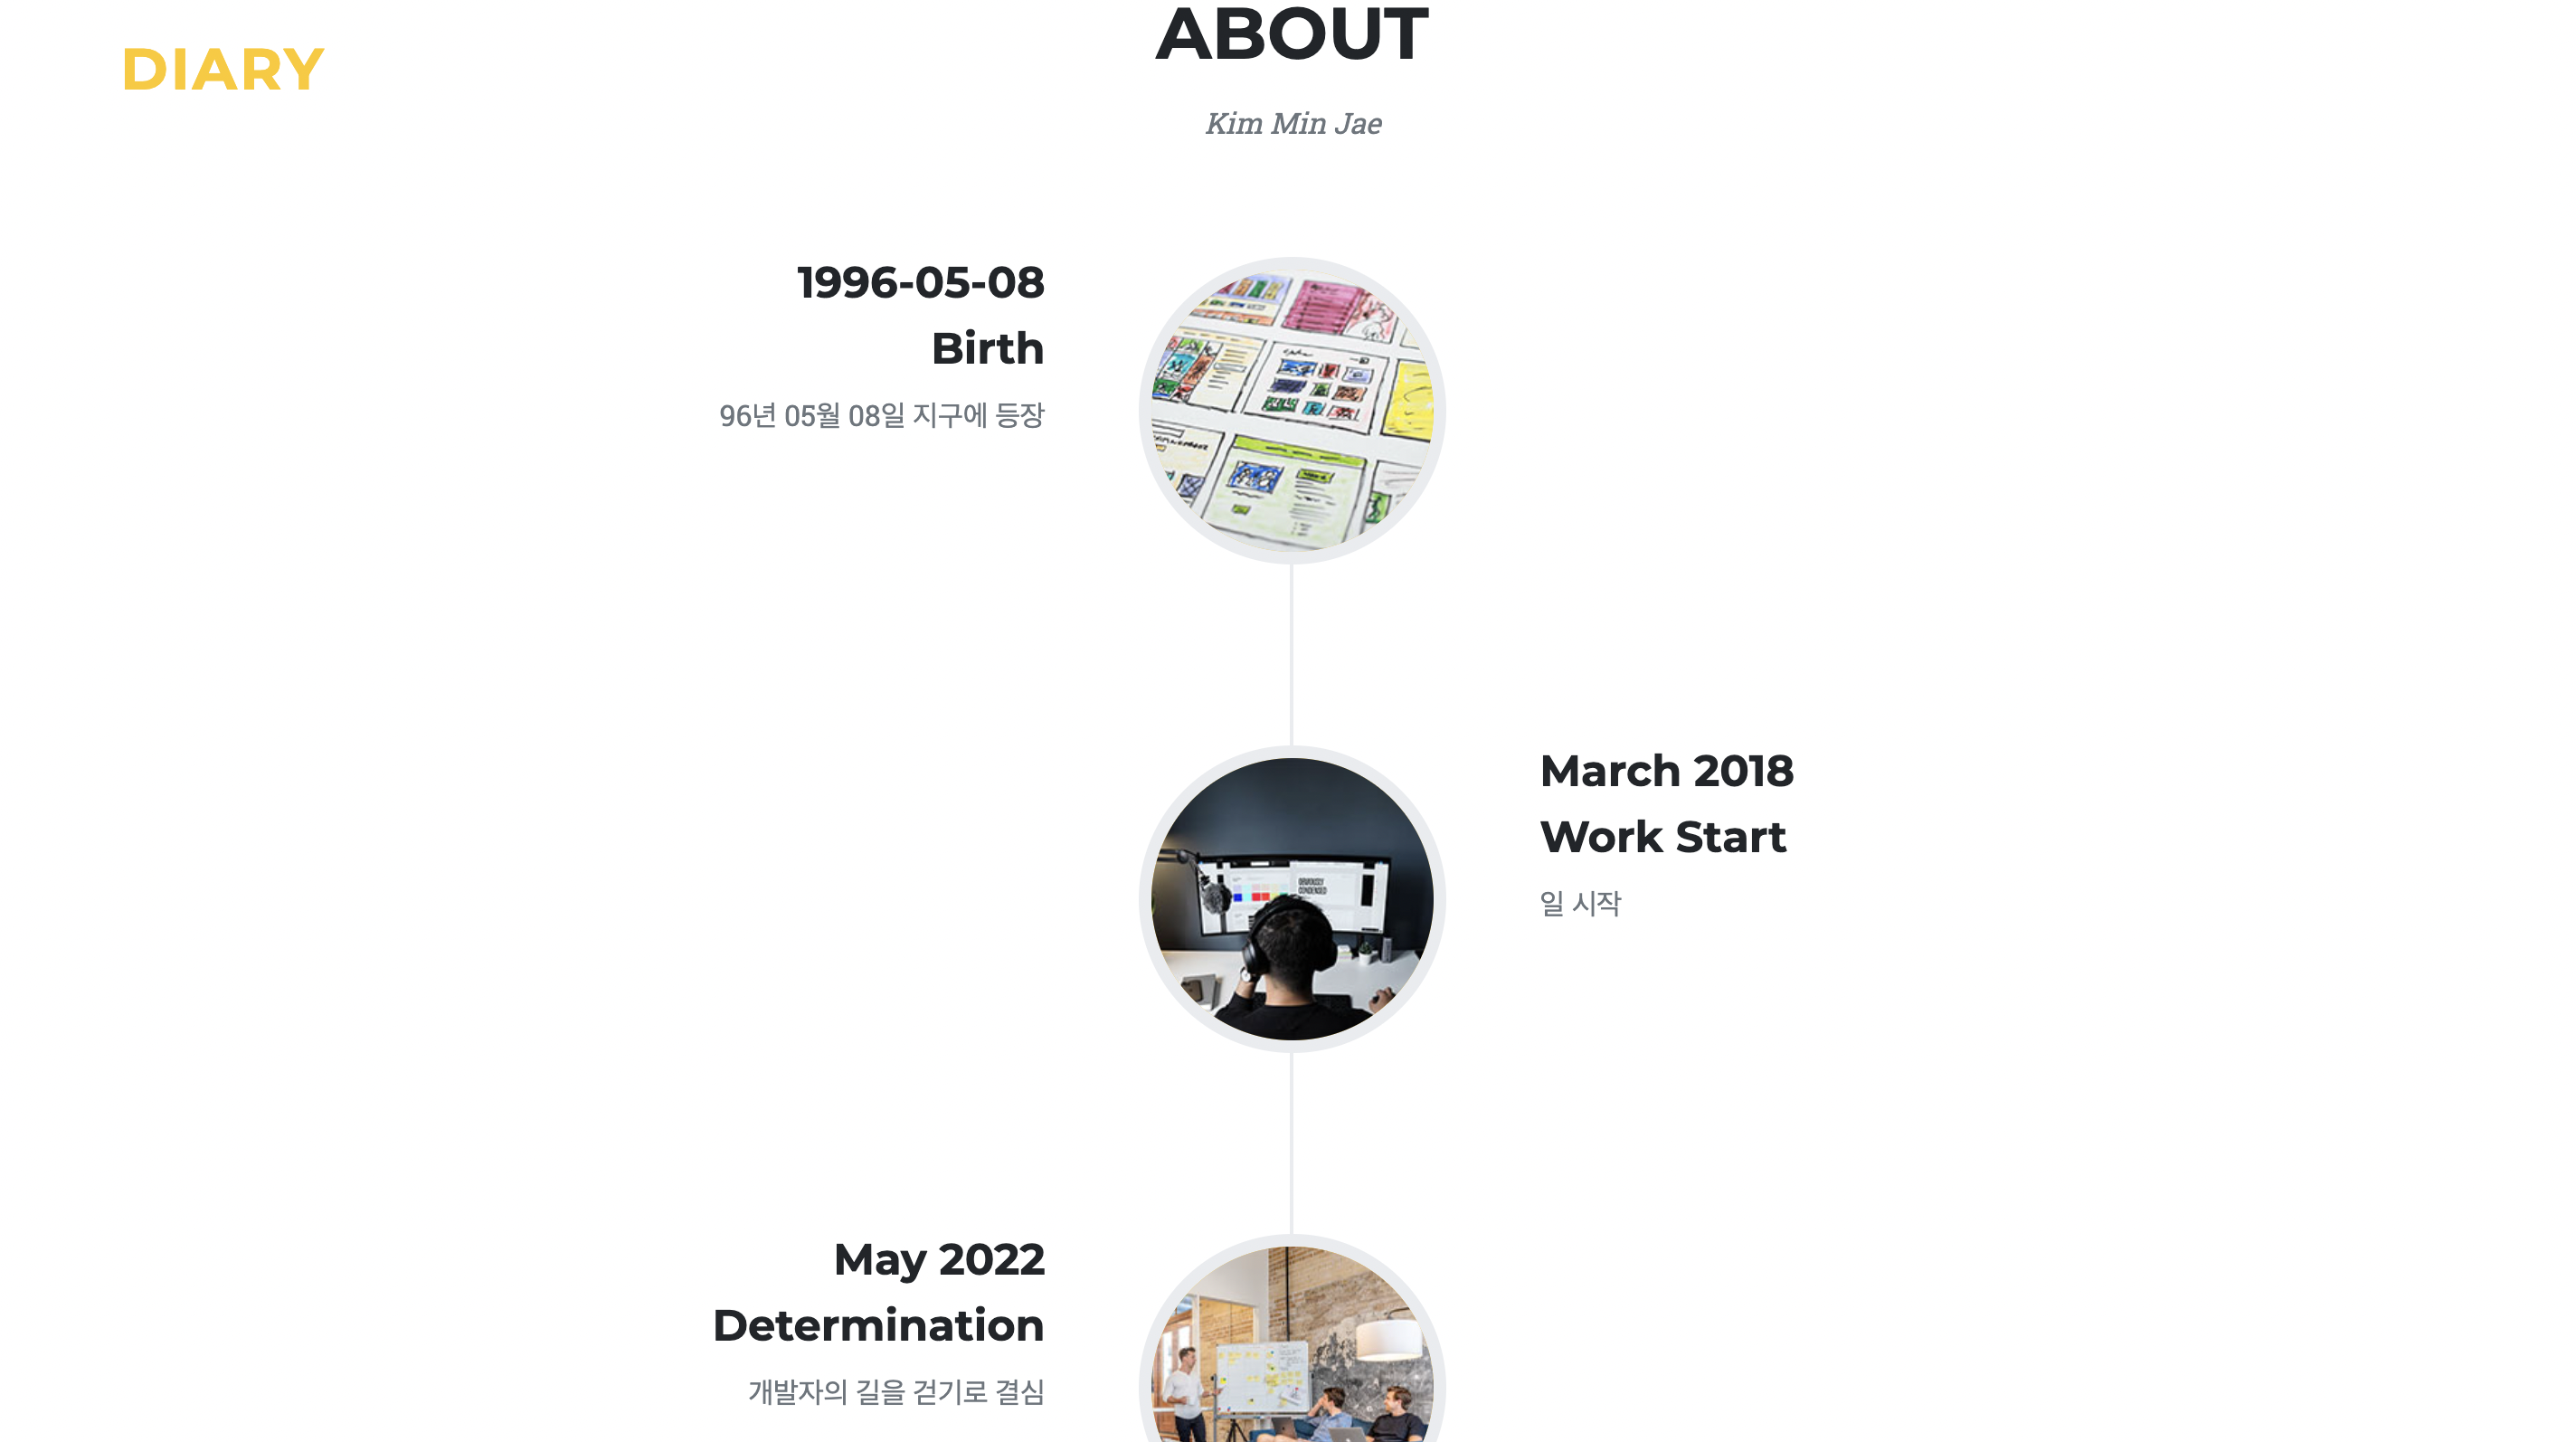 DIARY
ABOUT
Kim Min Jae
1996-05-08
Birth
96년 05월 08일 지구에 등장
March 2018
Work Start
일 시작
May 2022
Determination
개발자의 길을 걷기로 결심